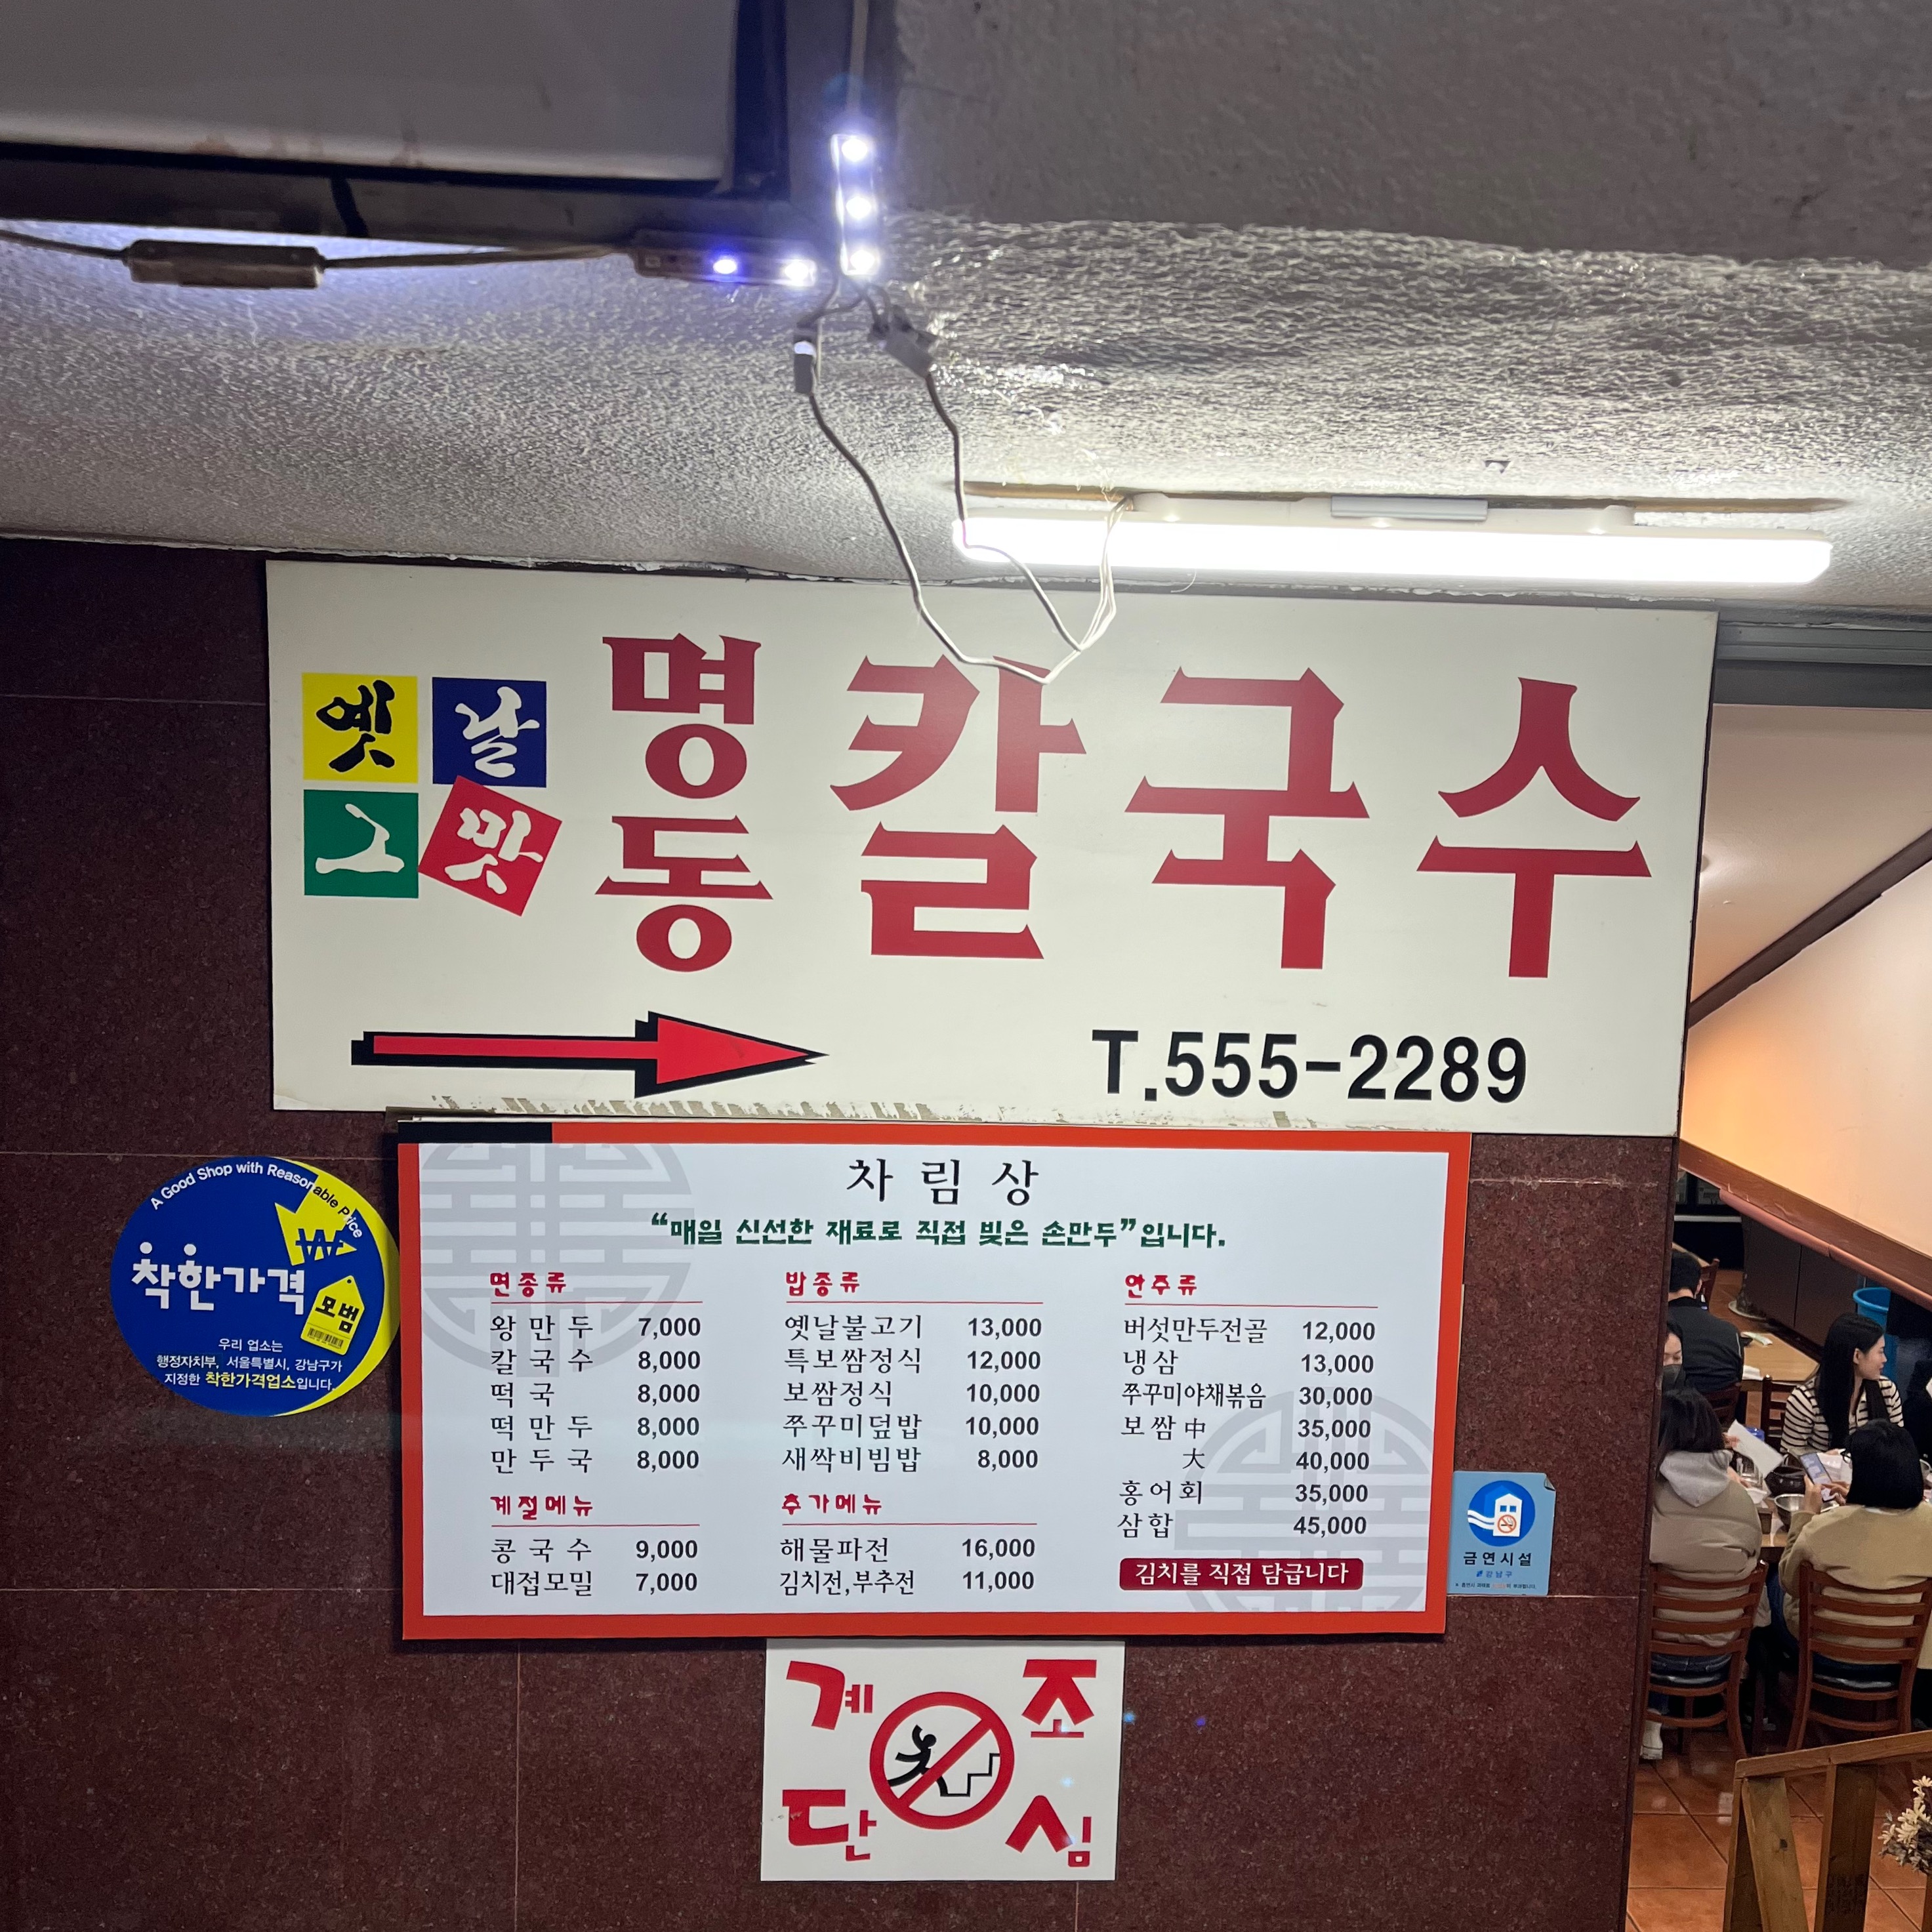 옛날
그맛
명동
칼국수
T.555-2289
차림상
“매일 신선한 재료로 직접 빚은 손만두”입니다.
면종류
왕만두 7,000
칼국수 8,000
떡국 8,000
떡만두 8,000
만두국 8,000
계절메뉴
콩국수 9,000
대접모밀 7,000
밥종류
옛날불고기 13,000
특보쌈정식 12,000
보쌈정식 10,000
쭈꾸미덮밥 10,000
새싹비빔밥 8,000
추가메뉴
해물파전 16,000
김치전,부추전 11,000
안주류
버섯만두전골 12,000
냉삼 13,000
쭈꾸미야채볶음 30,000
보쌈 中 35,000
大 40,000
홍어회 35,000
삼합 45,000
김치를 직접 담급니다
A Good Shop with Reasonable Price
₩
착한가격
모범
우리 업소는
행정자치부, 서울특별시, 강남구가
지정한 착한가격업소입니다.
금연시설
강남구
계단
조심